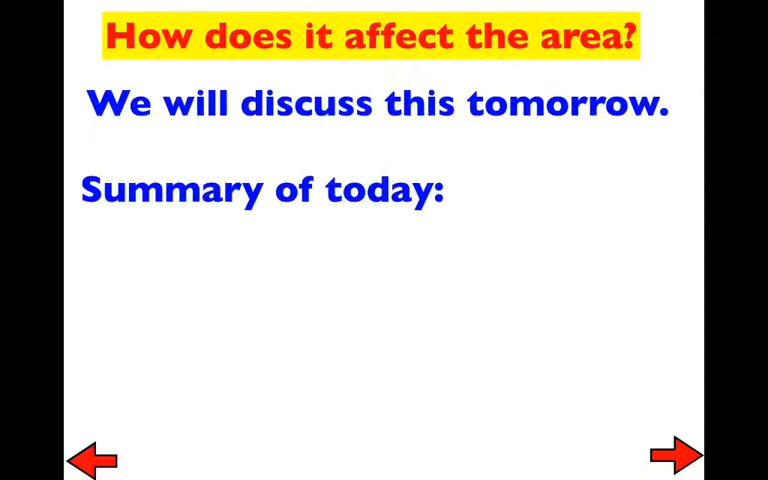 How does it affect the area?
We will discuss this tomorrow.
Summary of today: